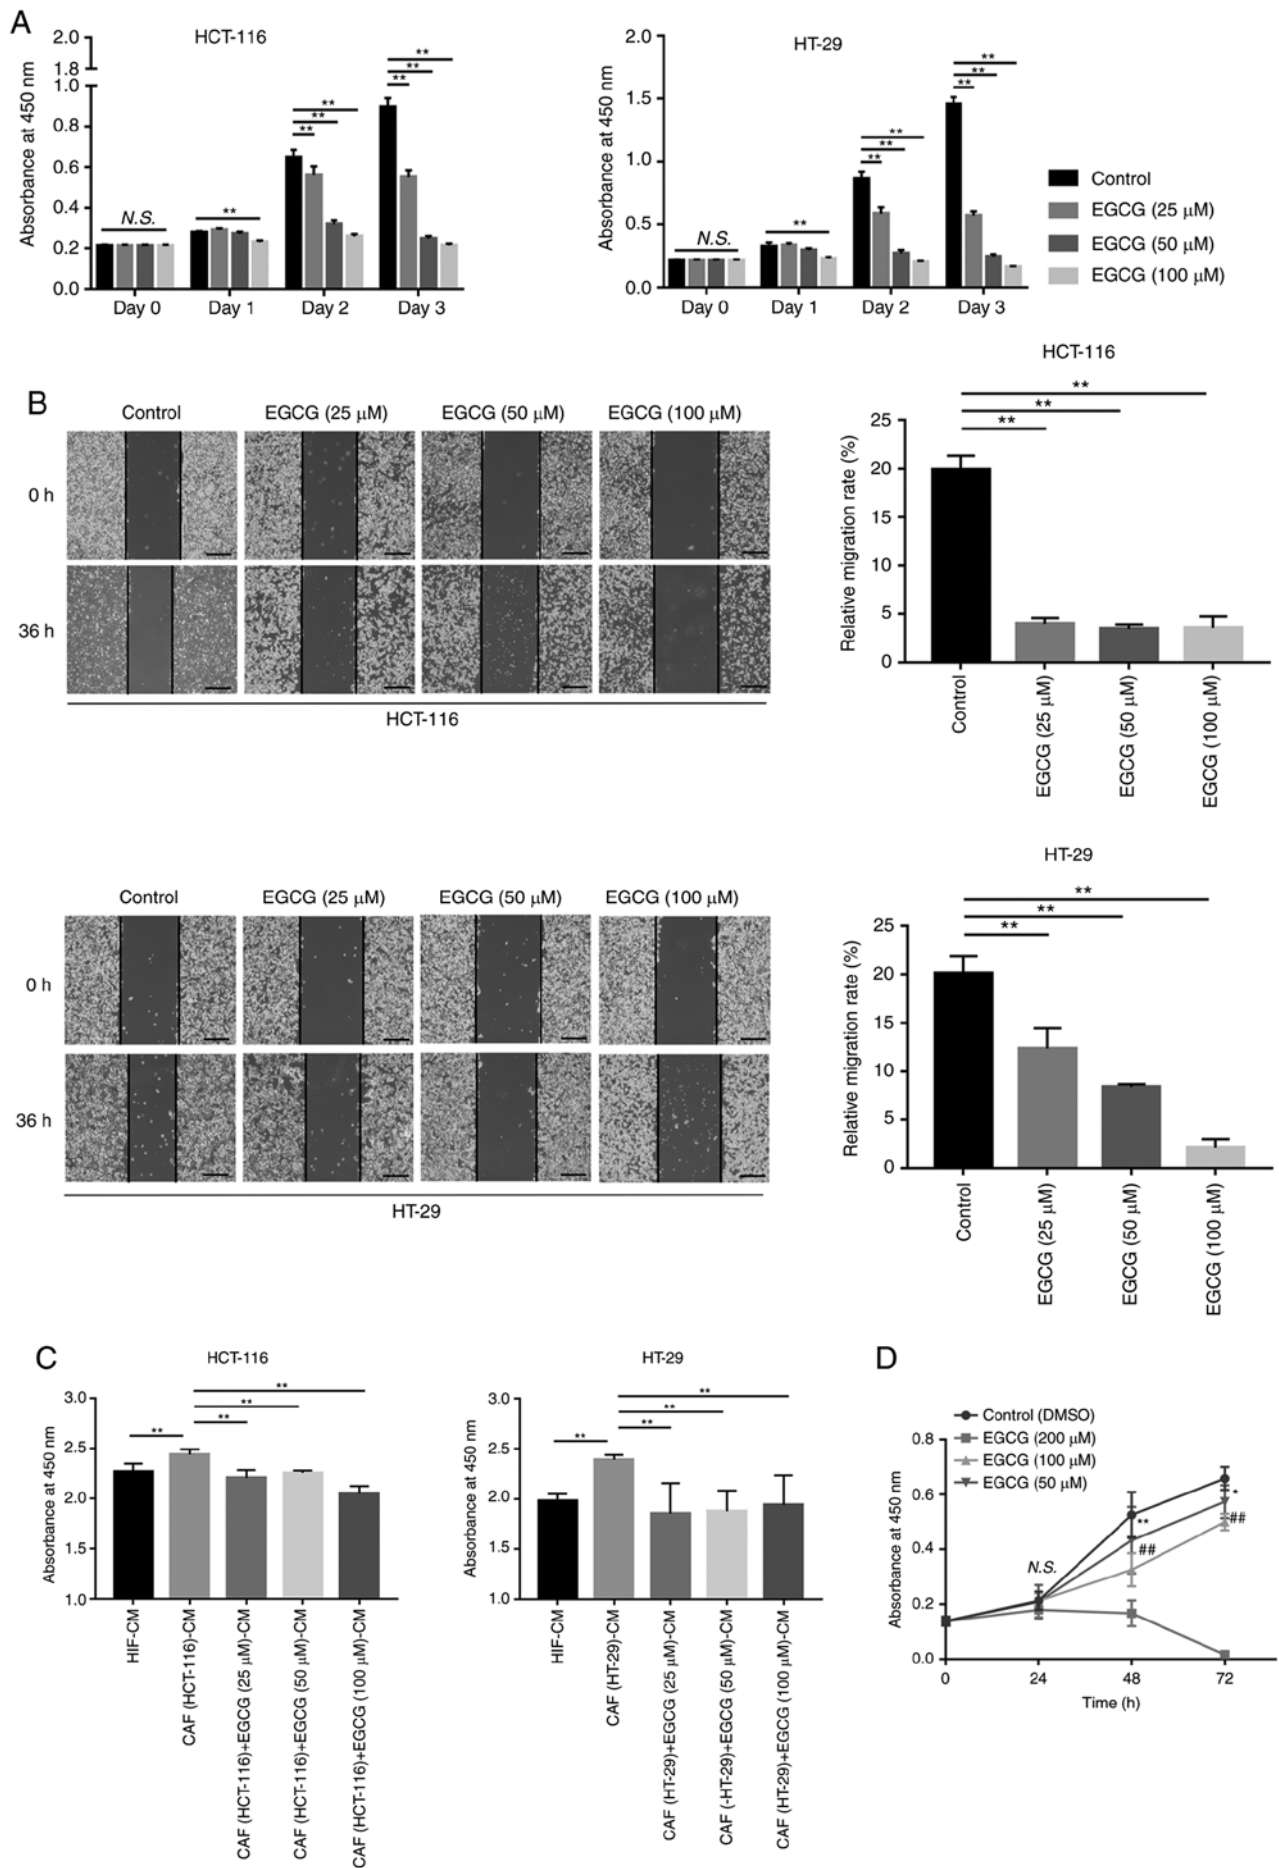 A
HCT-116
Absorbance at 450 nm
2.0
1.8
1.0
0.8
0.6
0.4
0.2
0.0
N.S.
**
**
**
**
**
**
**
Day 0
Day 1
Day 2
Day 3
HT-29
Absorbance at 450 nm
2.0
1.5
1.0
0.5
0.0
N.S.
**
**
**
**
**
**
**
Day 0
Day 1
Day 2
Day 3
Control
EGCG (25 μM)
EGCG (50 μM)
EGCG (100 μM)
B
Control
EGCG (25 μM)
EGCG (50 μM)
EGCG (100 μM)
0 h
36 h
HCT-116
HCT-116
Relative migration rate (%)
25
20
15
10
5
0
**
**
**
Control
EGCG (25 μM)
EGCG (50 μM)
EGCG (100 μM)
Control
EGCG (25 μM)
EGCG (50 μM)
EGCG (100 μM)
0 h
36 h
HT-29
HT-29
Relative migration rate (%)
25
20
15
10
5
0
**
**
**
Control
EGCG (25 μM)
EGCG (50 μM)
EGCG (100 μM)
C
HCT-116
Absorbance at 450 nm
3.0
2.5
2.0
1.5
1.0
**
**
**
**
HIF-CM
CAF (HCT-116)-CM
CAF (HCT-116)+EGCG (25 μM)-CM
CAF (HCT-116)+EGCG (50 μM)-CM
CAF (HCT-116)+EGCG (100 μM)-CM
HT-29
Absorbance at 450 nm
3.0
2.5
2.0
1.5
1.0
**
**
**
**
HIF-CM
CAF (HT-29)-CM
CAF (HT-29)+EGCG (25 μM)-CM
CAF (-HT-29)+EGCG (50 μM)-CM
CAF (HT-29)+EGCG (100 μM)-CM
D
Control (DMSO)
EGCG (200 μM)
EGCG (100 μM)
EGCG (50 μM)
Absorbance at 450 nm
0.8
0.6
0.4
0.2
0.0
N.S.
**
##
*
##
0
24
48
72
Time (h)